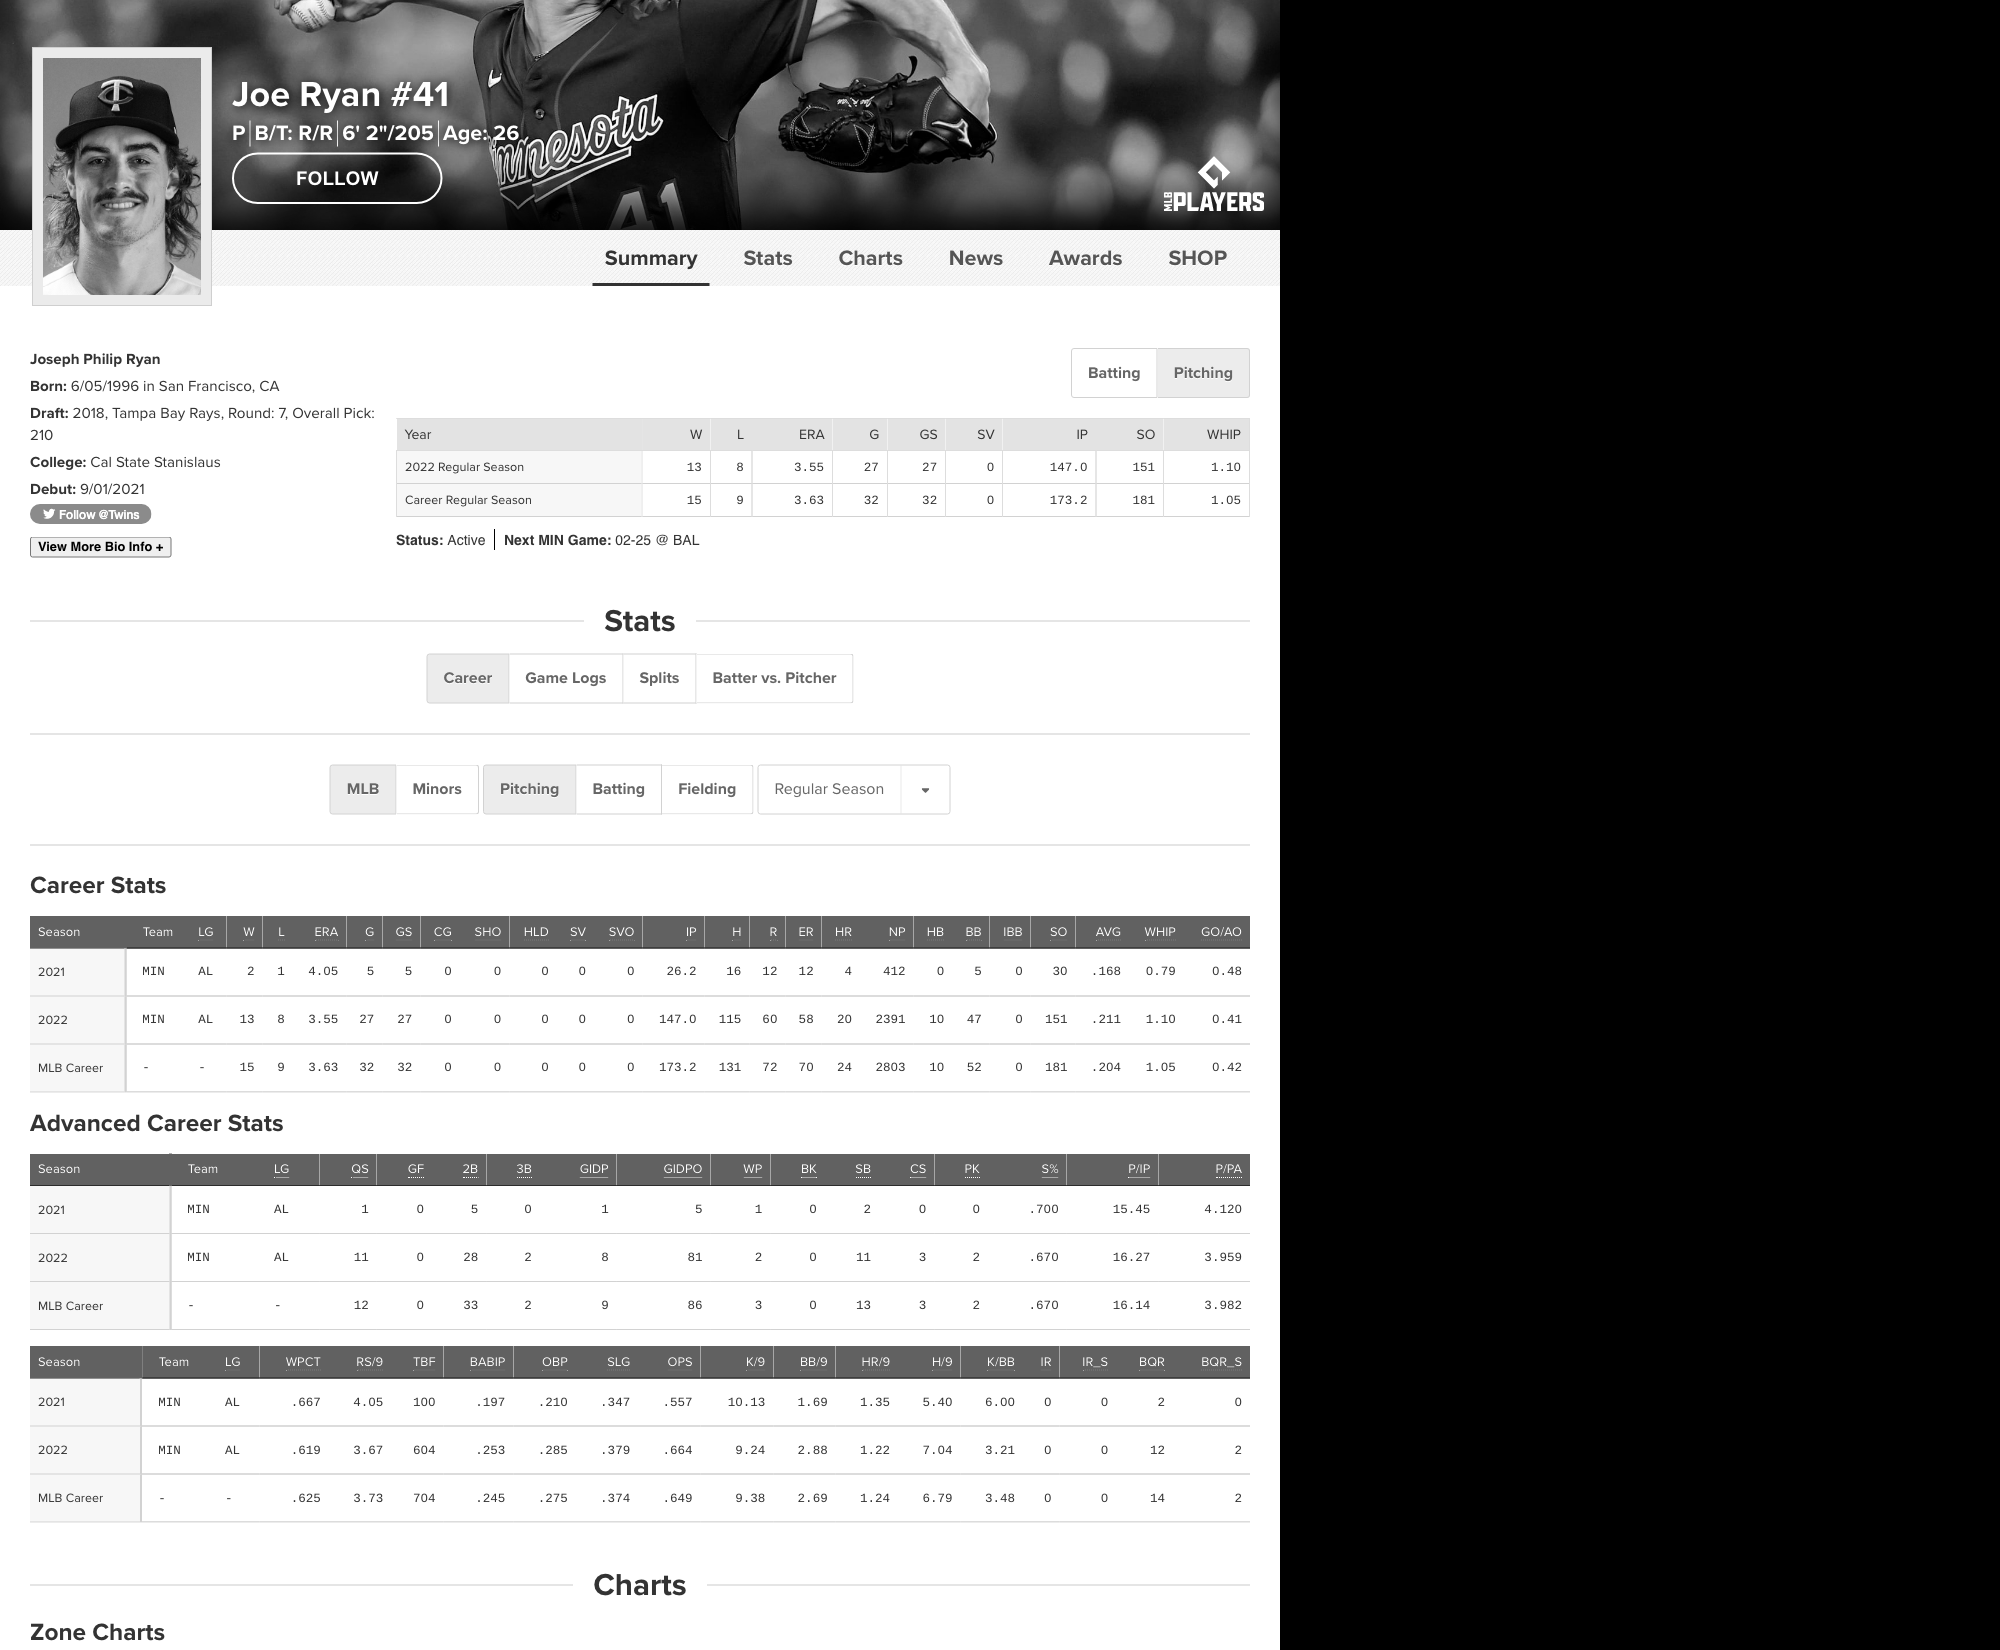 Joe Ryan #41
P B/T: R/R 6' 2"/205 Age: 26
FOLLOW
Minnesota
41
MLB PLAYERS
Summary Stats Charts News Awards SHOP
Joseph Philip Ryan
Born: 6/05/1996 in San Francisco, CA
Draft: 2018, Tampa Bay Rays, Round: 7, Overall Pick:
210
College: Cal State Stanislaus
Debut: 9/01/2021
Follow @Twins
View More Bio Info +
Batting Pitching
Year W L ERA G GS SV IP SO WHIP
2022 Regular Season 13 8 3.55 27 27 0 147.0 151 1.10
Career Regular Season 15 9 3.63 32 32 0 173.2 181 1.05
Status: Active Next MIN Game: 02-25 @ BAL
Stats
Career Game Logs Splits Batter vs. Pitcher
MLB Minors Pitching Batting Fielding Regular Season
Career Stats
Season Team LG W L ERA G GS CG SHO HLD SV SVO IP H R ER HR NP HB BB IBB SO AVG WHIP GO/AO
2021 MIN AL 2 1 4.05 5 5 0 0 0 0 0 26.2 16 12 12 4 412 0 5 0 30 .168 0.79 0.48
2022 MIN AL 13 8 3.55 27 27 0 0 0 0 0 147.0 115 60 58 20 2391 10 47 0 151 .211 1.10 0.41
MLB Career - - 15 9 3.63 32 32 0 0 0 0 0 173.2 131 72 70 24 2803 10 52 0 181 .204 1.05 0.42
Advanced Career Stats
Season Team LG QS GF 2B 3B GIDP GIDPO WP BK SB CS PK S% P/IP P/PA
2021 MIN AL 1 0 5 0 1 5 1 0 2 0 0 .700 15.45 4.120
2022 MIN AL 11 0 28 2 8 81 2 0 11 3 2 .670 16.27 3.959
MLB Career - - 12 0 33 2 9 86 3 0 13 3 2 .670 16.14 3.982
Season Team LG WPCT RS/9 TBF BABIP OBP SLG OPS K/9 BB/9 HR/9 H/9 K/BB IR IR_S BQR BQR_S
2021 MIN AL .667 4.05 100 .197 .210 .347 .557 10.13 1.69 1.35 5.40 6.00 0 0 2 0
2022 MIN AL .619 3.67 604 .253 .285 .379 .664 9.24 2.88 1.22 7.04 3.21 0 0 12 2
MLB Career - - .625 3.73 704 .245 .275 .374 .649 9.38 2.69 1.24 6.79 3.48 0 0 14 2
Charts
Zone Charts